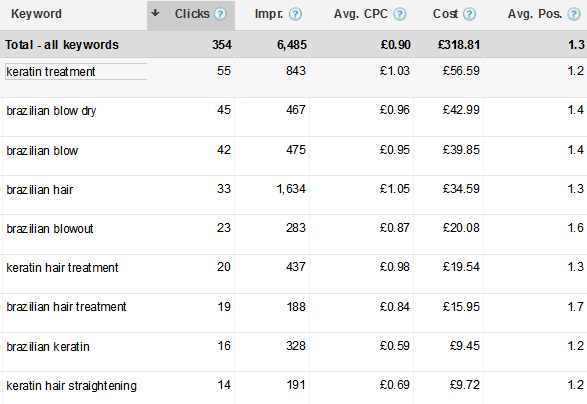 Keyword Clicks ? Impr. ? Avg. CPC ? Cost ? Avg. Pos. ?
Total - all keywords 354 6,485 £0.90 £318.81 1.3
keratin treatment 55 843 £1.03 £56.59 1.2
brazilian blow dry 45 467 £0.96 £42.99 1.4
brazilian blow 42 475 £0.95 £39.85 1.4
brazilian hair 33 1,634 £1.05 £34.59 1.3
brazilian blowout 23 283 £0.87 £20.08 1.6
keratin hair treatment 20 437 £0.98 £19.54 1.3
brazilian hair treatment 19 188 £0.84 £15.95 1.7
brazilian keratin 16 328 £0.59 £9.45 1.2
keratin hair straightening 14 191 £0.69 £9.72 1.2